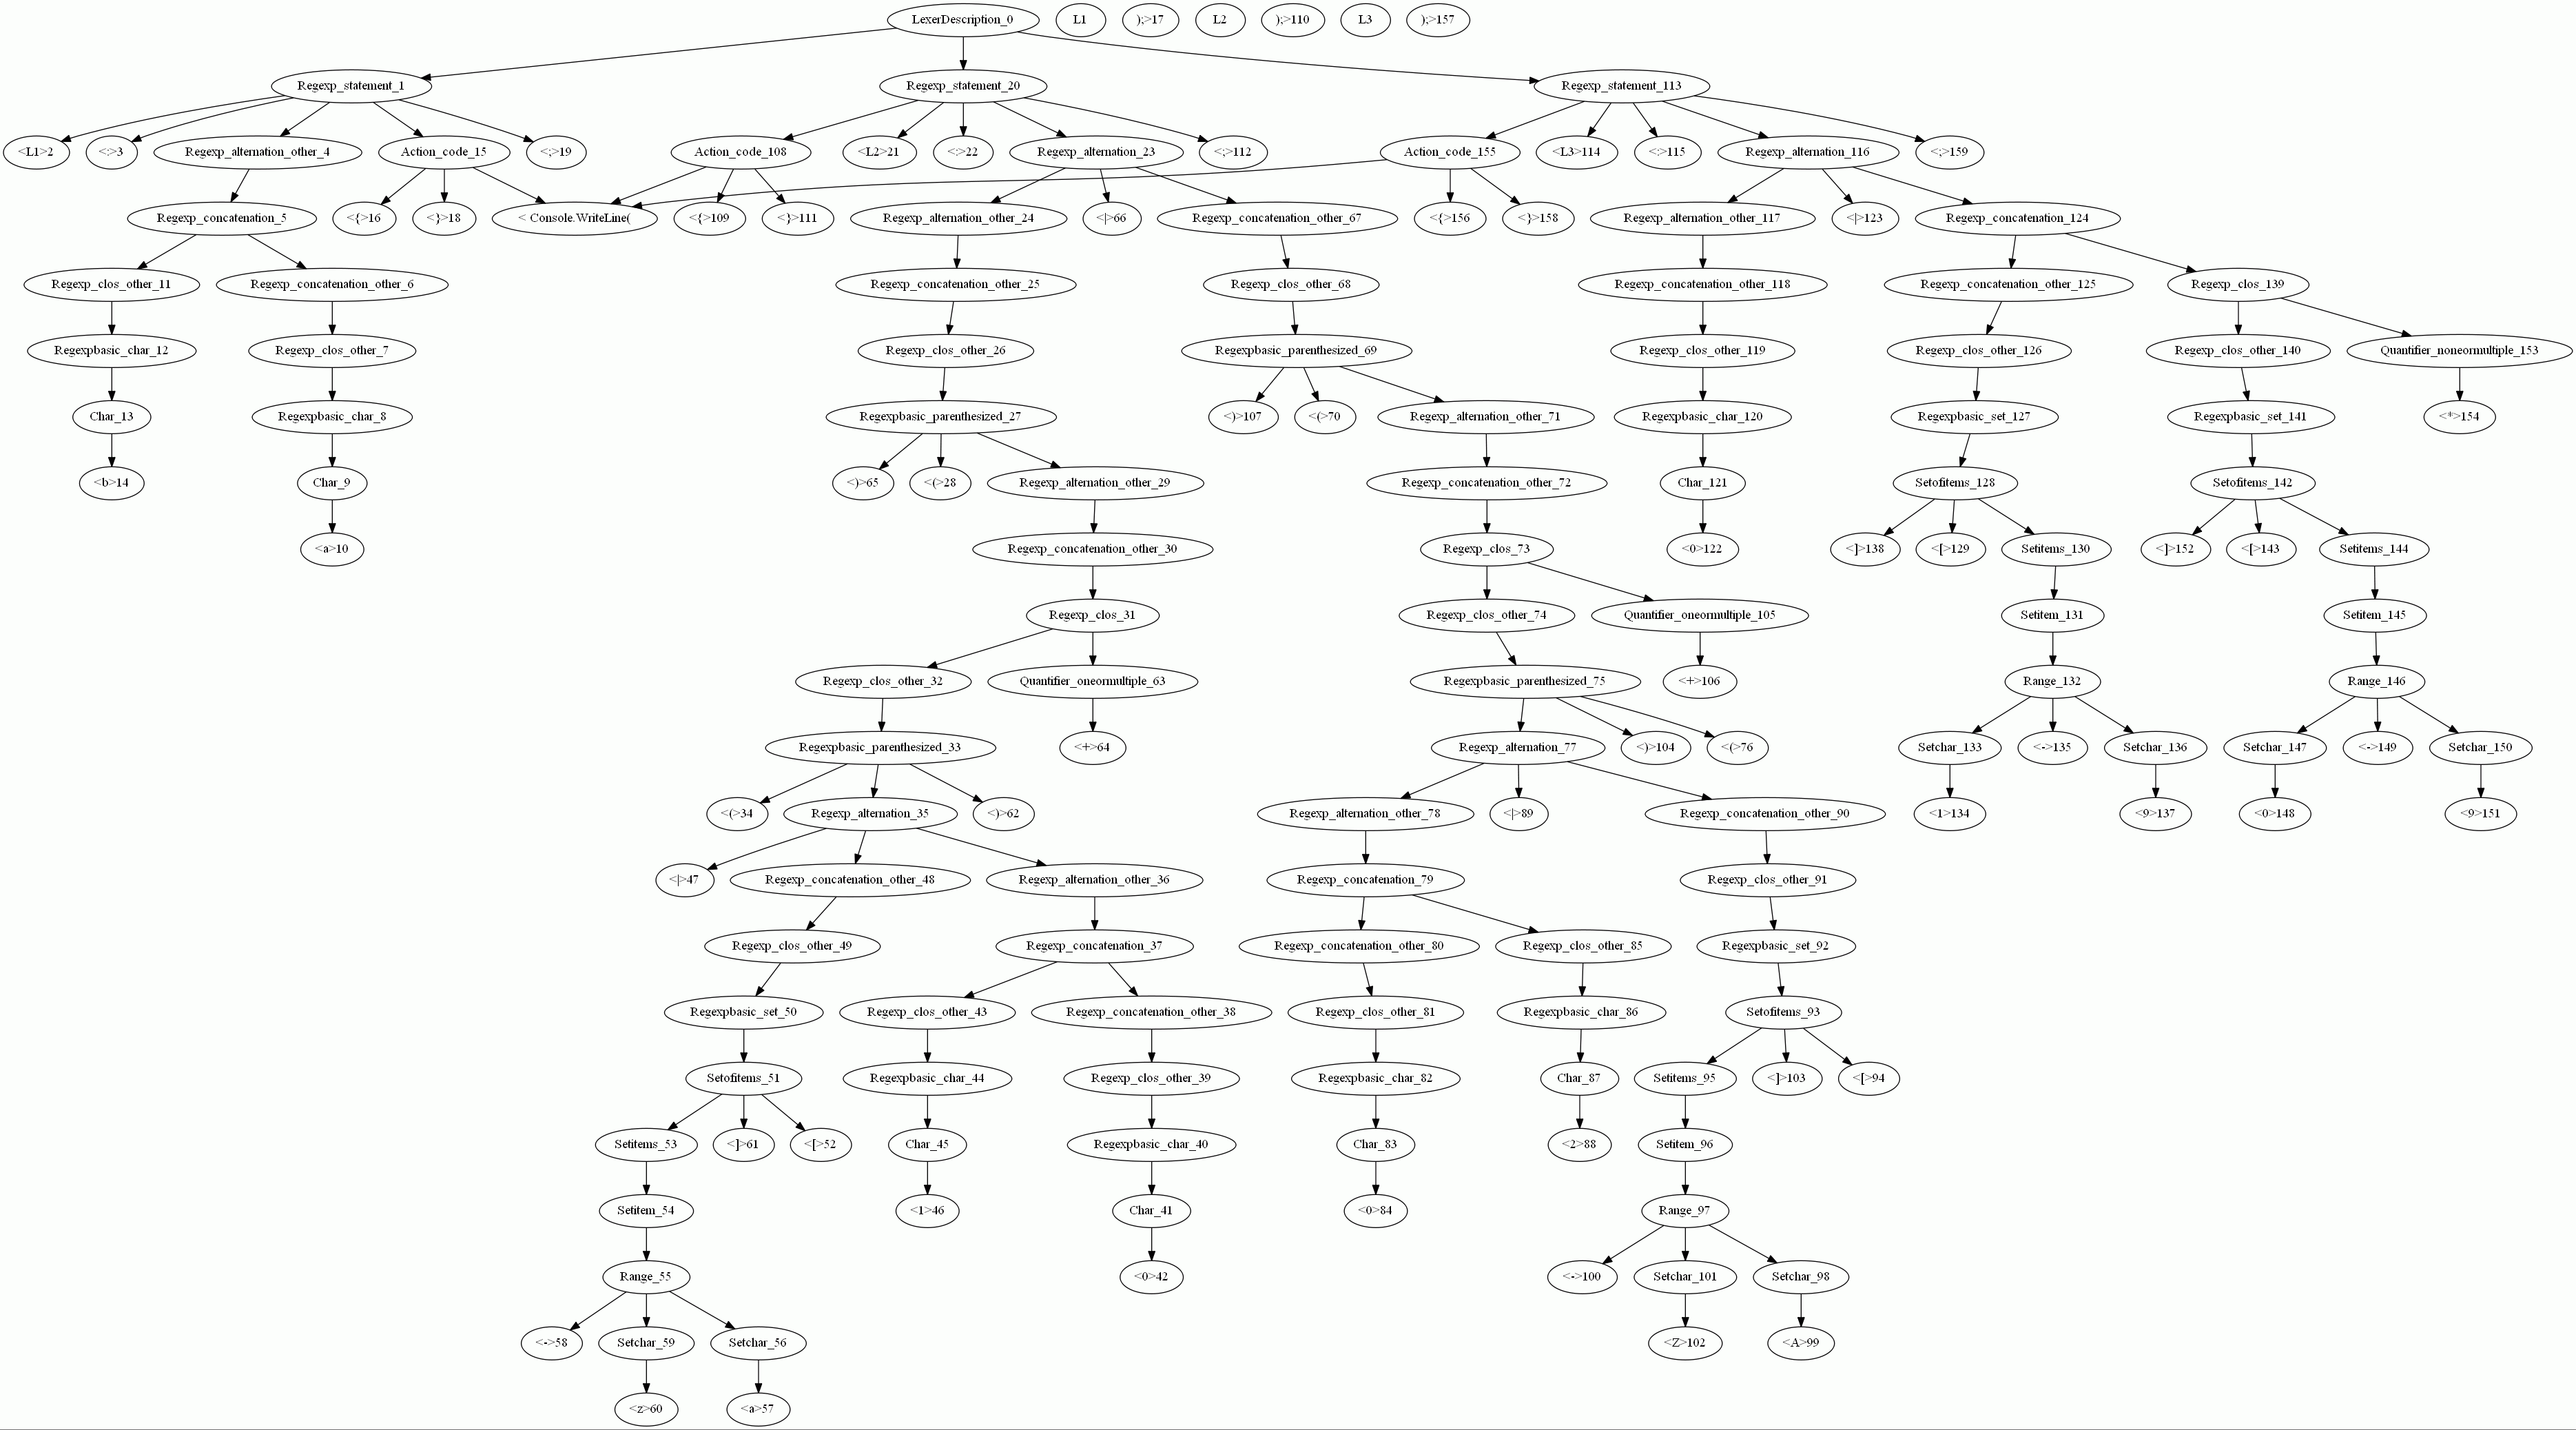 LexerDescription_0 L1 );>17 L2 );>110 L3 );>157
Regexp_statement_1 Regexp_statement_20 Regexp_statement_113
<L1>2 <:>3 Regexp_alternation_other_4 Action_code_15 <;>19 Action_code_108 <L2>21 <:>22 Regexp_alternation_23 <;>112 Action_code_155 <L3>114 <:>115 Regexp_alternation_116 <;>159
Regexp_concatenation_5 <{>16 <}>18 < Console.WriteLine( <{>109 <}>111 Regexp_alternation_other_24 <|>66 Regexp_concatenation_other_67 <{>156 <}>158 Regexp_alternation_other_117 <|>123 Regexp_concatenation_124
Regexp_clos_other_11 Regexp_concatenation_other_6 Regexp_concatenation_other_25 Regexp_clos_other_68 Regexp_concatenation_other_118 Regexp_concatenation_other_125 Regexp_clos_139
Regexpbasic_char_12 Regexp_clos_other_7 Regexp_clos_other_26 Regexpbasic_parenthesized_69 Regexp_clos_other_119 Regexp_clos_other_126 Regexp_clos_other_140 Quantifier_noneormultiple_153
Char_13 Regexpbasic_char_8 Regexpbasic_parenthesized_27 <)>107 <(>70 Regexp_alternation_other_71 Regexpbasic_char_120 Regexpbasic_set_127 Regexpbasic_set_141 <*>154
<b>14 Char_9 <)>65 <(>28 Regexp_alternation_other_29 Regexp_concatenation_other_72 Char_121 Setofitems_128 Setofitems_142
<a>10 Regexp_concatenation_other_30 Regexp_clos_73 <0>122 <]>138 <[>129 Setitems_130 <]>152 <[>143 Setitems_144
Regexp_clos_31 Regexp_clos_other_74 Quantifier_oneormultiple_105 Setitem_131 Setitem_145
Regexp_clos_other_32 Quantifier_oneormultiple_63 Regexpbasic_parenthesized_75 <+>106 Range_132 Range_146
Regexpbasic_parenthesized_33 <+>64 Regexp_alternation_77 <)>104 <(>76 Setchar_133 <->135 Setchar_136 Setchar_147 <->149 Setchar_150
<(>34 Regexp_alternation_35 <)>62 Regexp_alternation_other_78 <|>89 Regexp_concatenation_other_90 <1>134 <9>137 <0>148 <9>151
<|>47 Regexp_concatenation_other_48 Regexp_alternation_other_36 Regexp_concatenation_79 Regexp_clos_other_91
Regexp_clos_other_49 Regexp_concatenation_37 Regexp_concatenation_other_80 Regexp_clos_other_85 Regexpbasic_set_92
Regexpbasic_set_50 Regexp_clos_other_43 Regexp_concatenation_other_38 Regexp_clos_other_81 Regexpbasic_char_86 Setofitems_93
Setofitems_51 Regexpbasic_char_44 Regexp_clos_other_39 Regexpbasic_char_82 Char_87 Setitems_95 <]>103 <[>94
Setitems_53 <]>61 <[>52 Char_45 Regexpbasic_char_40 Char_83 <2>88 Setitem_96
Setitem_54 <1>46 Char_41 <0>84 Range_97
Range_55 <0>42 <->100 Setchar_101 Setchar_98
<->58 Setchar_59 Setchar_56 <Z>102 <A>99
<z>60 <a>57